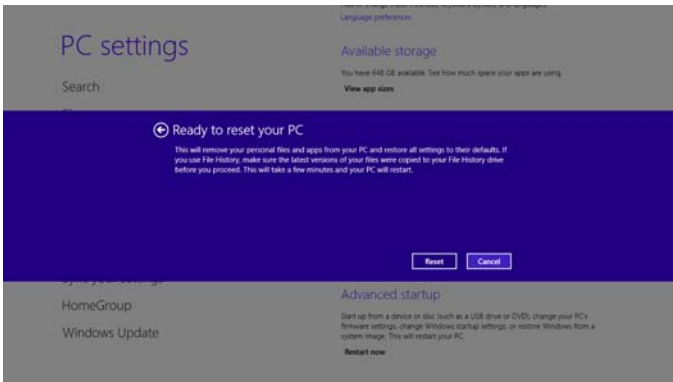 Language preferences
PC settings
Available storage
You have 648 GB available. See how much space your apps are using.
Search
View app sizes
Ready to reset your PC
This will remove your personal files and apps from your PC and restore all settings to their defaults. If
you use File History, make sure the latest versions of your files were copied to your File History drive
before you proceed. This will take a few minutes and your PC will restart.
Reset
Cancel
Advanced startup
HomeGroup
Start up from a device or disc (such as a USB drive or DVD), change your PC's
firmware settings, change Windows startup settings, or restore Windows from a
system image. This will restart your PC.
Windows Update
Restart now